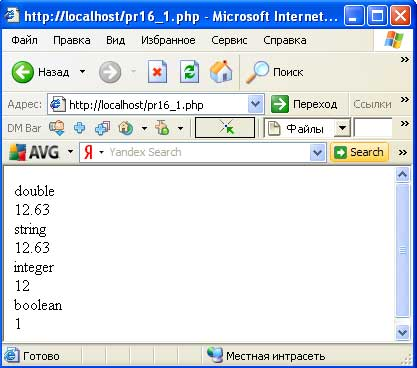 http://localhost/pr16_1.php - Microsoft Internet...
Файл Правка Вид Избранное Сервис Справка »
Назад Поиск »
Адрес: http://localhost/pr16_1.php Переход Ссылки »
DM Bar Файлы »
AVG Я Yandex Search Search »
double
12.63
string
12.63
integer
12
boolean
1
Готово Местная интрасеть